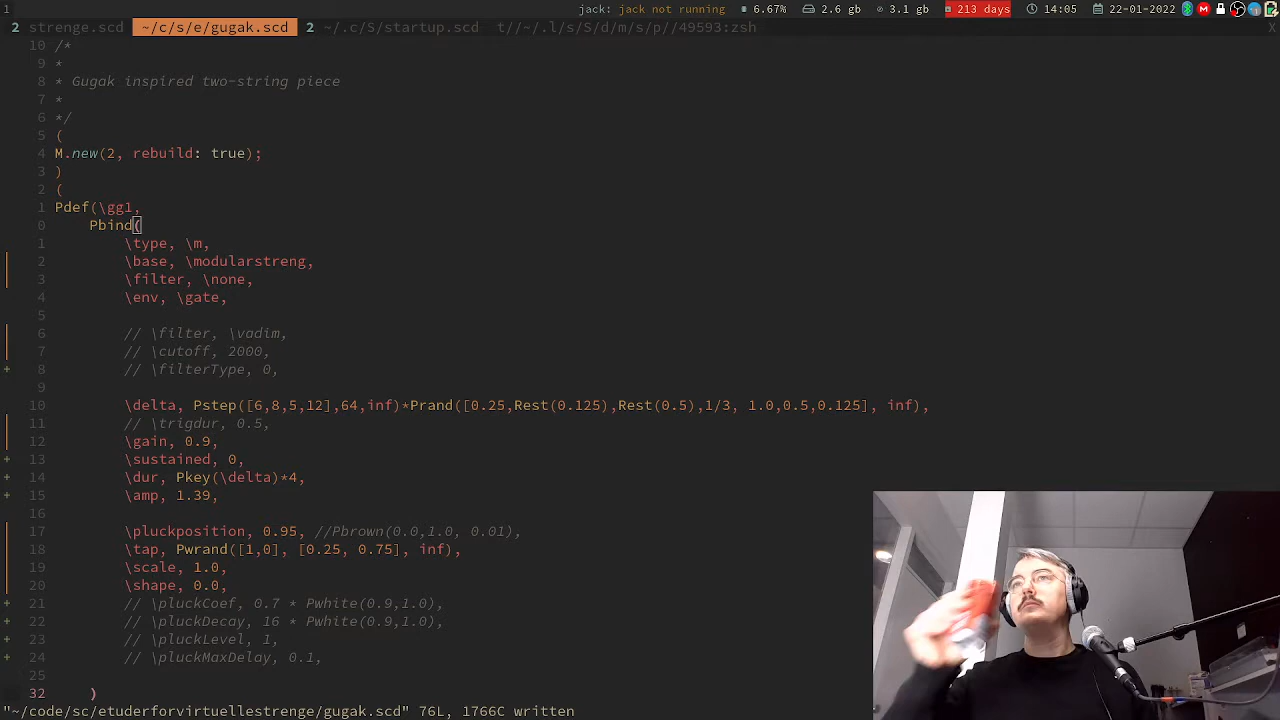 1 jack: jack not running 6.67% 2.6 gb 3.1 gb 213 days 14:05 22-01-2022
2 strenge.scd ~/c/s/e/gugak.scd 2 ~/.c/S/startup.scd t//~/.l/s/S/d/m/s/p//49593:zsh X
10 /*
9 *
8 * Gugak inspired two-string piece
7 *
6 */
5 (
4 M.new(2, rebuild: true);
3 )
2 (
1 Pdef(\gg1,
0 Pbind(
1 \type, \m,
2 \base, \modularstreng,
3 \filter, \none,
4 \env, \gate,
5
6 // \filter, \vadim,
7 // \cutoff, 2000,
+ 8 // \filterType, 0,
9
10 \delta, Pstep([6,8,5,12],64,inf)*Prand([0.25,Rest(0.125),Rest(0.5),1/3, 1.0,0.5,0.125], inf),
11 // \trigdur, 0.5,
12 \gain, 0.9,
+ 13 \sustained, 0,
+ 14 \dur, Pkey(\delta)*4,
+ 15 \amp, 1.39,
16
17 \pluckposition, 0.95, //Pbrown(0.0,1.0, 0.01),
18 \tap, Pwrand([1,0], [0.25, 0.75], inf),
19 \scale, 1.0,
20 \shape, 0.0,
+ 21 // \pluckCoef, 0.7 * Pwhite(0.9,1.0),
+ 22 // \pluckDecay, 16 * Pwhite(0.9,1.0),
+ 23 // \pluckLevel, 1,
+ 24 // \pluckMaxDelay, 0.1,
25
32 )
"~/code/sc/etuderforvirtuellestrenge/gugak.scd" 76L, 1766C written